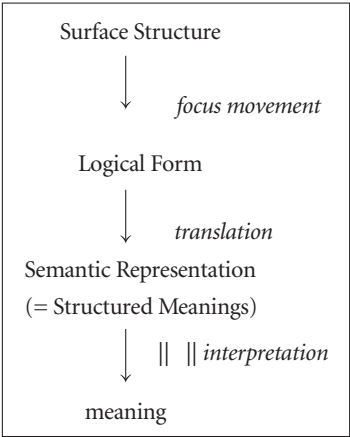 Surface Structure
focus movement
Logical Form
translation
Semantic Representation
(= Structured Meanings)
|| || interpretation
meaning